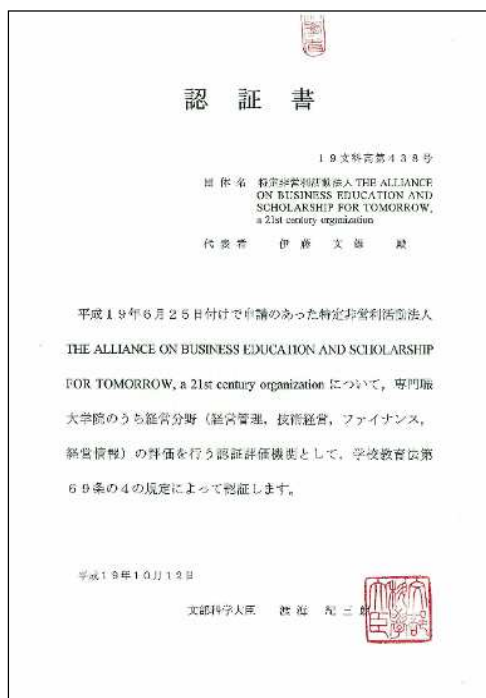 認証書
19文科高第438号
団体名 特定非営利活動法人 THE ALLIANCE
ON BUSINESS EDUCATION AND
SCHOLARSHIP FOR TOMORROW,
a 21st century organization
代表者 伊藤 文雄 殿
平成19年6月25日付けで申請のあった特定非営利活動法人
THE ALLIANCE ON BUSINESS EDUCATION AND SCHOLARSHIP
FOR TOMORROW, a 21st century organization について，専門職
大学院のうち経営分野（経営管理，技術経営，ファイナンス，
経営情報）の評価を行う認証評価機関として，学校教育法第
69条の4の規定によって認証します。
平成19年10月12日
文部科学大臣 渡海 紀三朗
文部科学大臣